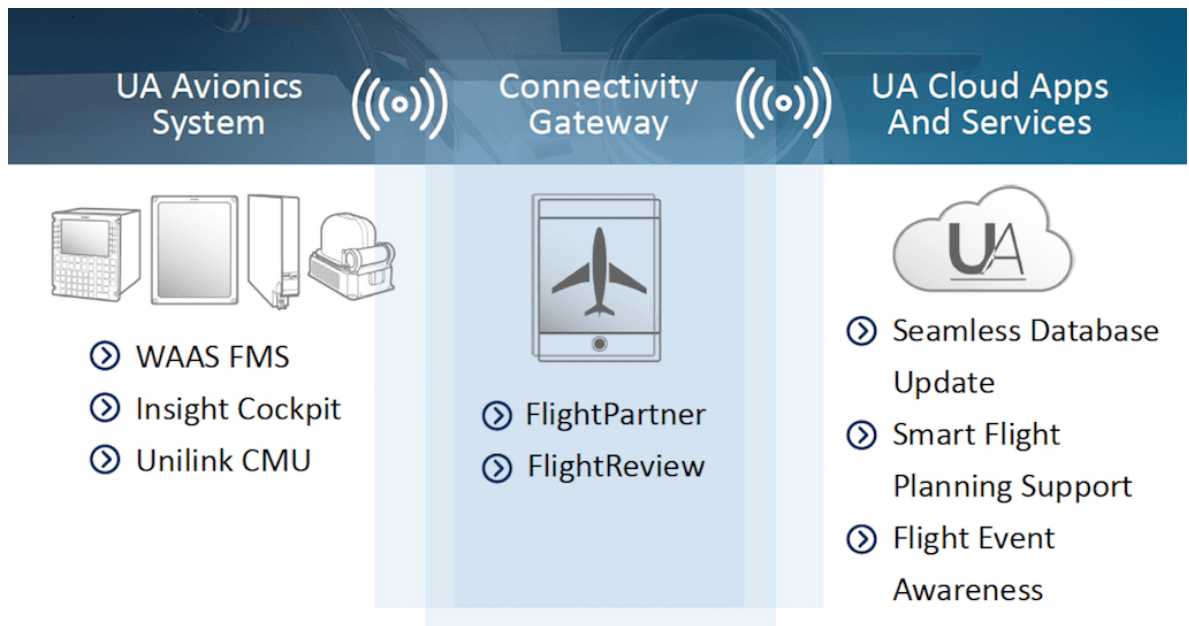 UA Avionics
System
Connectivity
Gateway
UA Cloud Apps
And Services
WAAS FMS
Insight Cockpit
Unilink CMU
FlightPartner
FlightReview
UA
Seamless Database
Update
Smart Flight
Planning Support
Flight Event
Awareness